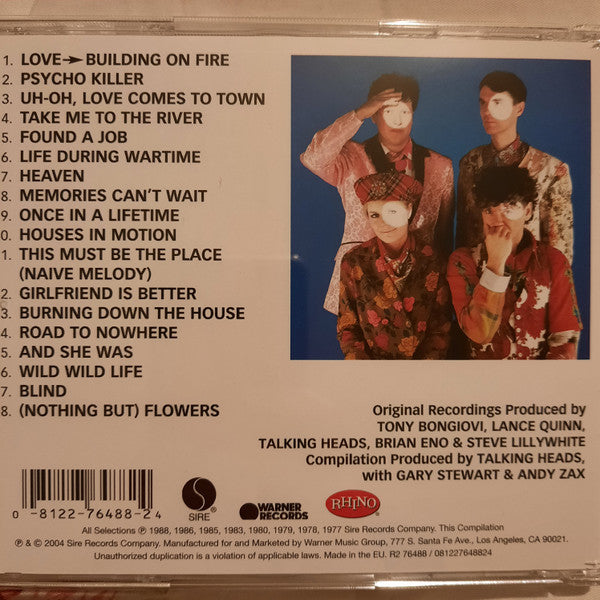 1. LOVE➔BUILDING ON FIRE
2. PSYCHO KILLER
3. UH-OH, LOVE COMES TO TOWN
4. TAKE ME TO THE RIVER
5. FOUND A JOB
6. LIFE DURING WARTIME
7. HEAVEN
8. MEMORIES CAN'T WAIT
9. ONCE IN A LIFETIME
0. HOUSES IN MOTION
1. THIS MUST BE THE PLACE
(NAIVE MELODY)
2. GIRLFRIEND IS BETTER
3. BURNING DOWN THE HOUSE
4. ROAD TO NOWHERE
5. AND SHE WAS
6. WILD WILD LIFE
7. BLIND
8. (NOTHING BUT) FLOWERS
Original Recordings Produced by
TONY BONGIOVI, LANCE QUINN,
TALKING HEADS, BRIAN ENO & STEVE LILLYWHITE
Compilation Produced by TALKING HEADS,
with GARY STEWART & ANDY ZAX
0 -8122-76488-2 4
SIRE®
WARNER
RECORDS
RHINO
All Selections ℗ 1988, 1986, 1985, 1983, 1980, 1979, 1978, 1977 Sire Records Company. This Compilation
℗ & © 2004 Sire Records Company. Manufactured for and Marketed by Warner Music Group, 777 S. Santa Fe Ave., Los Angeles, CA 90021.
Unauthorized duplication is a violation of applicable laws. Made in the EU. R2 76488 / 081227648824